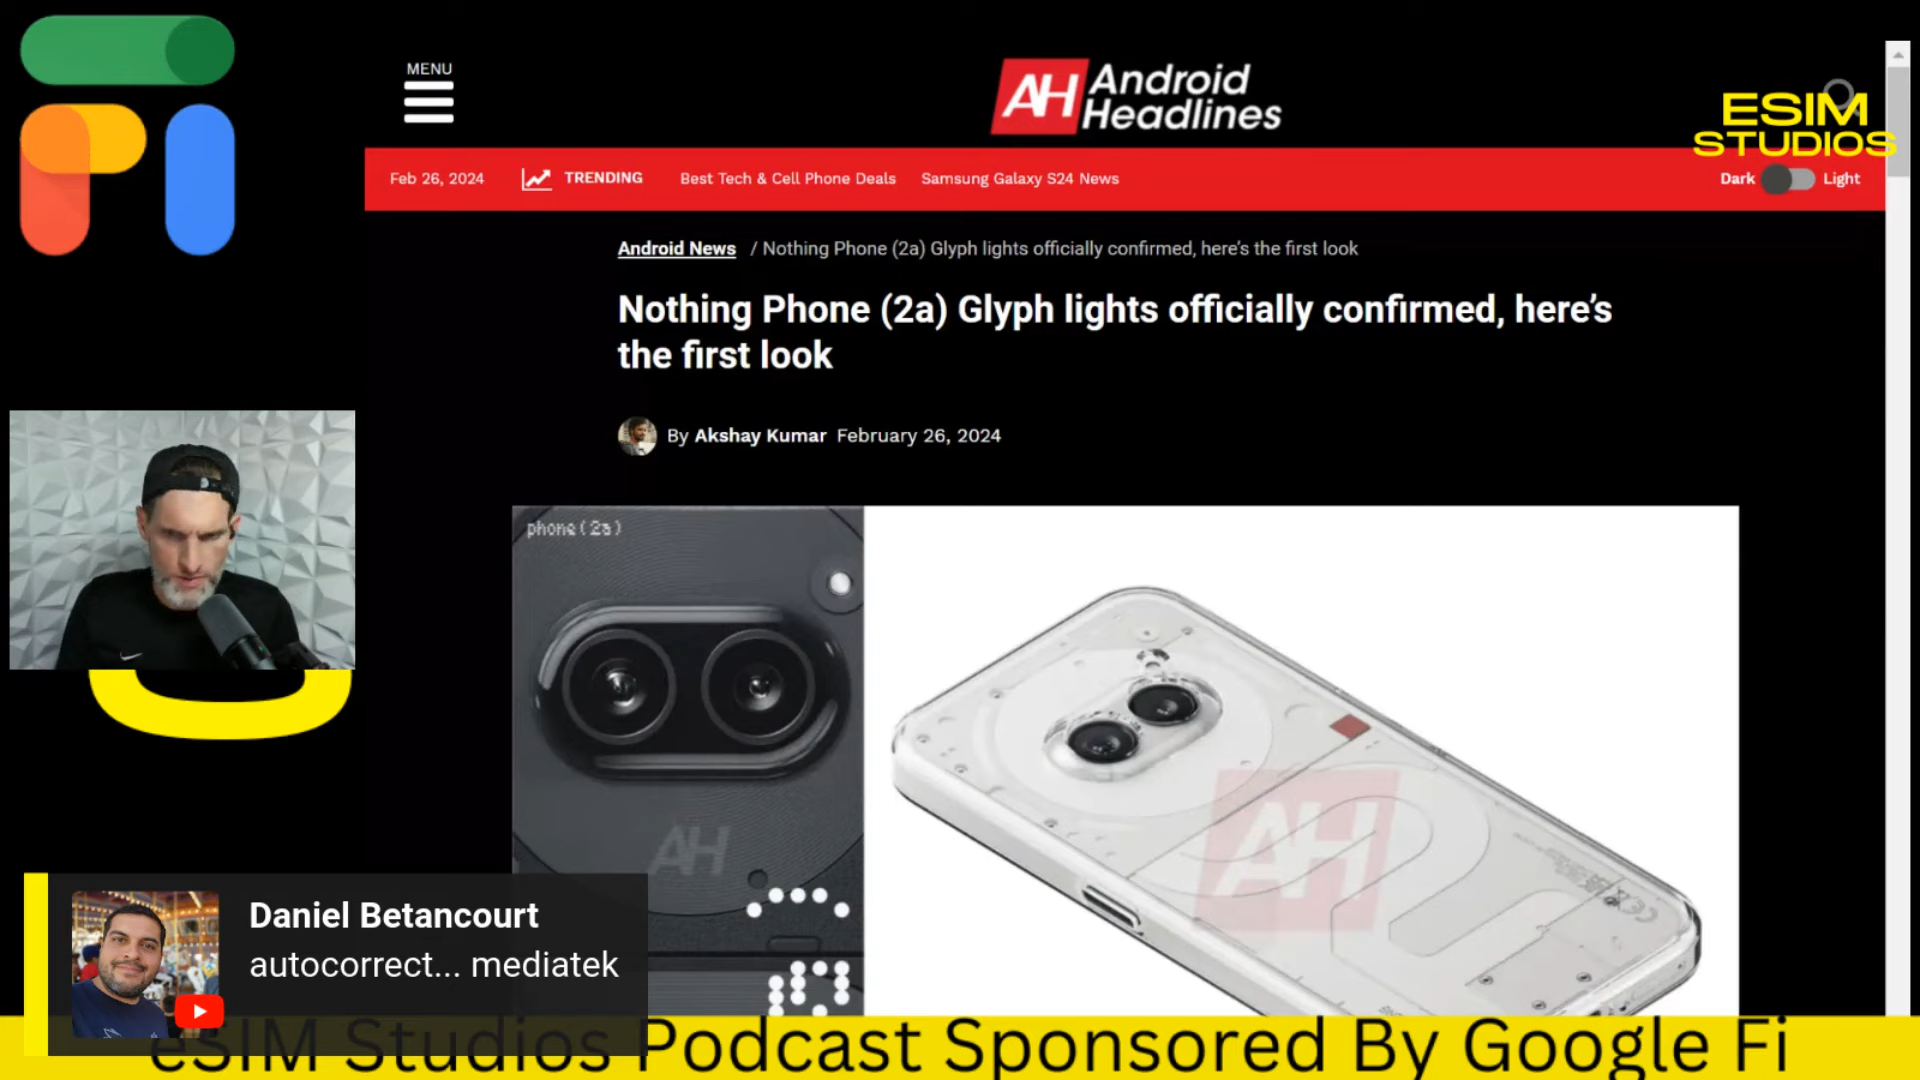 MENU
AH Android
Headlines
ESIM
STUDIOS
Feb 26, 2024
TRENDING
Best Tech & Cell Phone Deals
Samsung Galaxy S24 News
Dark
Light
Android News / Nothing Phone (2a) Glyph lights officially confirmed, here’s the first look
Nothing Phone (2a) Glyph lights officially confirmed, here’s
the first look
By Akshay Kumar February 26, 2024
phone (2a)
AH
AH
Daniel Betancourt
autocorrect... mediatek
eSIM Studios Podcast Sponsored By Google Fi